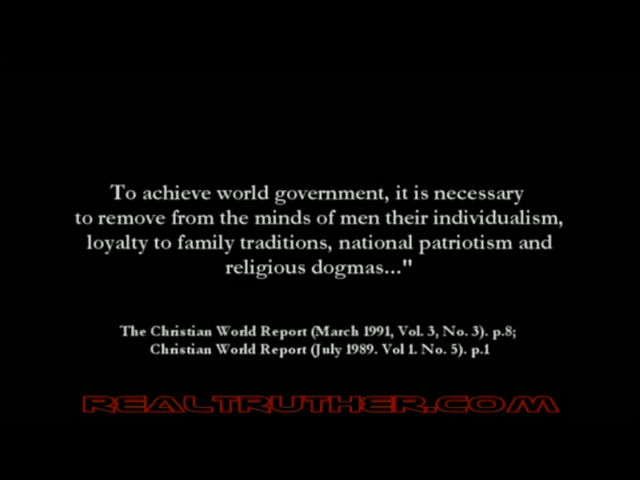 To achieve world government, it is necessary
to remove from the minds of men their individualism,
loyalty to family traditions, national patriotism and
religious dogmas..."
The Christian World Report (March 1991, Vol. 3, No. 3). p.8;
Christian World Report (July 1989. Vol 1. No. 5). p.1
REALTRUTHER.COM